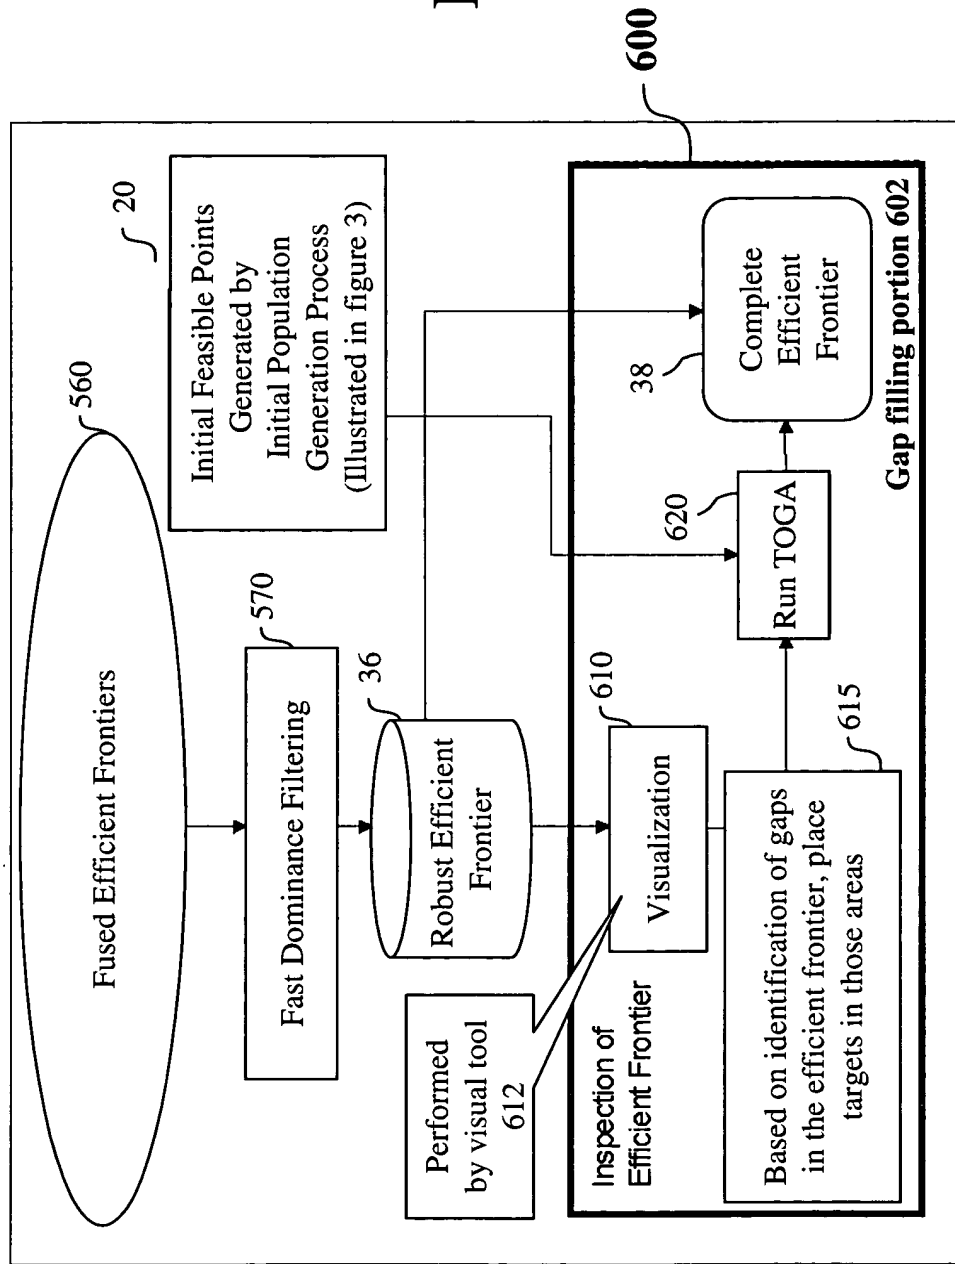 Fused Efficient Frontiers
560
Fast Dominance Filtering
570
Robust Efficient
Frontier
36
20
Initial Feasible Points
Generated by
Initial Population
Generation Process
(Illustrated in figure 3)
Performed
by visual tool
612
Inspection of
Efficient Frontier
Visualization
610
Based on identification of gaps
in the efficient frontier, place
targets in those areas
615
Run TOGA
620
Complete
Efficient
Frontier
38
Gap filling portion 602
600